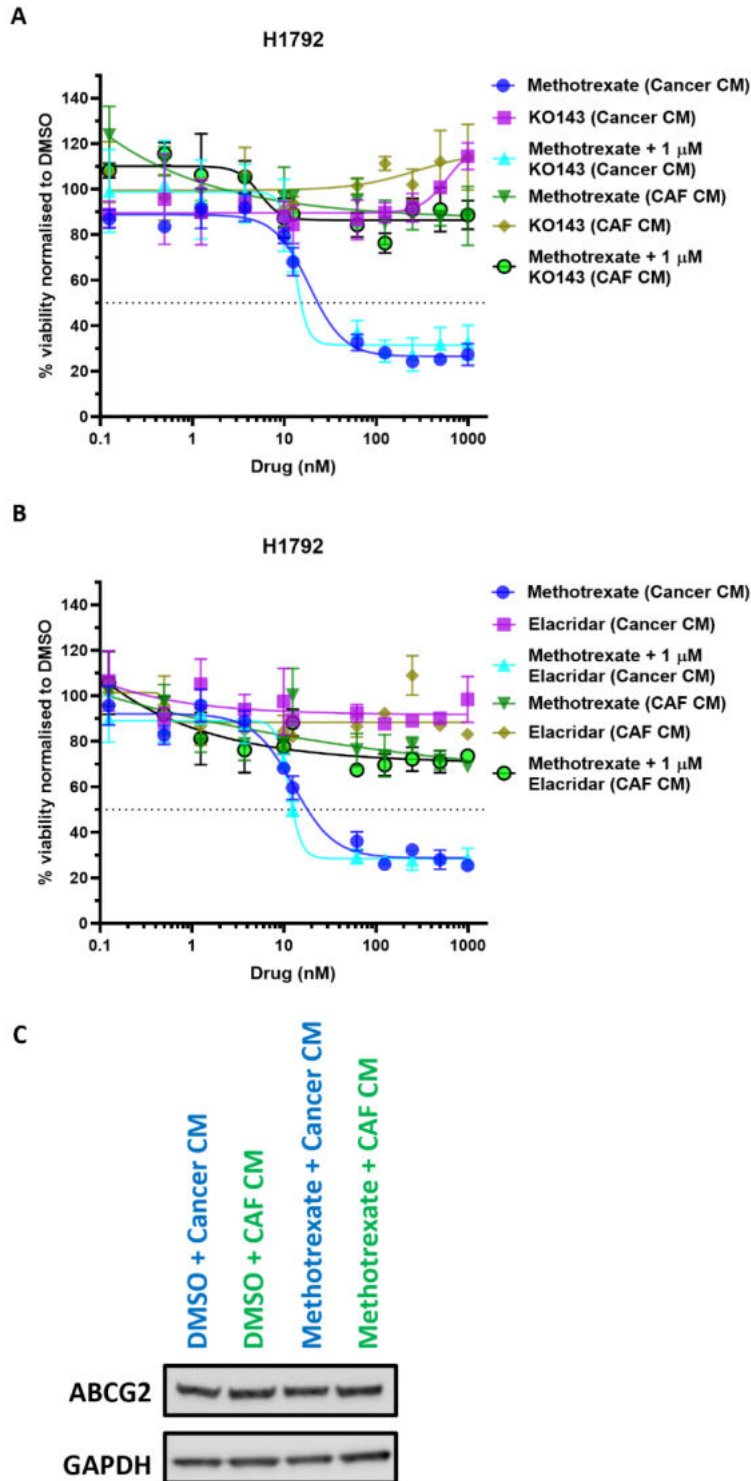 A
H1792
% viability normalised to DMSO
140
120
100
80
60
40
20
0
0.1 1 10 100 1000
Drug (nM)
Methotrexate (Cancer CM)
KO143 (Cancer CM)
Methotrexate + 1 μM
KO143 (Cancer CM)
Methotrexate (CAF CM)
KO143 (CAF CM)
Methotrexate + 1 μM
KO143 (CAF CM)
B
H1792
% viability normalised to DMSO
140
120
100
80
60
40
20
0
0.1 1 10 100 1000
Drug (nM)
Methotrexate (Cancer CM)
Elacridar (Cancer CM)
Methotrexate + 1 μM
Elacridar (Cancer CM)
Methotrexate (CAF CM)
Elacridar (CAF CM)
Methotrexate + 1 μM
Elacridar (CAF CM)
C
DMSO + Cancer CM
DMSO + CAF CM
Methotrexate + Cancer CM
Methotrexate + CAF CM
ABCG2
GAPDH